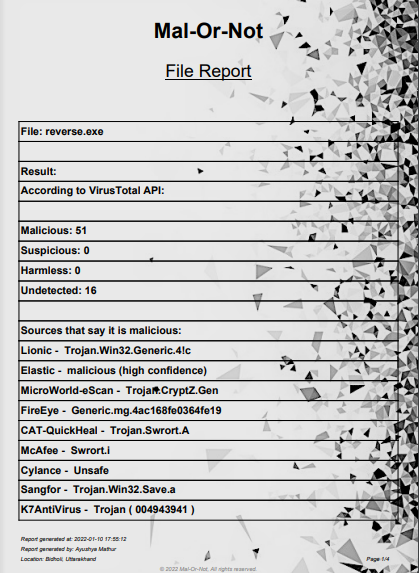 Mal-Or-Not
File Report
File: reverse.exe
Result:
According to VirusTotal API:
Malicious: 51
Suspicious: 0
Harmless: 0
Undetected: 16
Sources that say it is malicious:
Lionic - Trojan.Win32.Generic.4!c
Elastic - malicious (high confidence)
MicroWorld-eScan - Trojan.CryptZ.Gen
FireEye - Generic.mg.4ac168fe0364fe19
CAT-QuickHeal - Trojan.Swrort.A
McAfee - Swrort.i
Cylance - Unsafe
Sangfor - Trojan.Win32.Save.a
K7AntiVirus - Trojan ( 004943941 )
Report generated at: 2022-01-10 17:55:12
Report generated by: Ayushya Mathur
Location: Bidholi, Uttarakhand
Page 1/4
© 2022 Mal-Or-Not. All rights reserved.